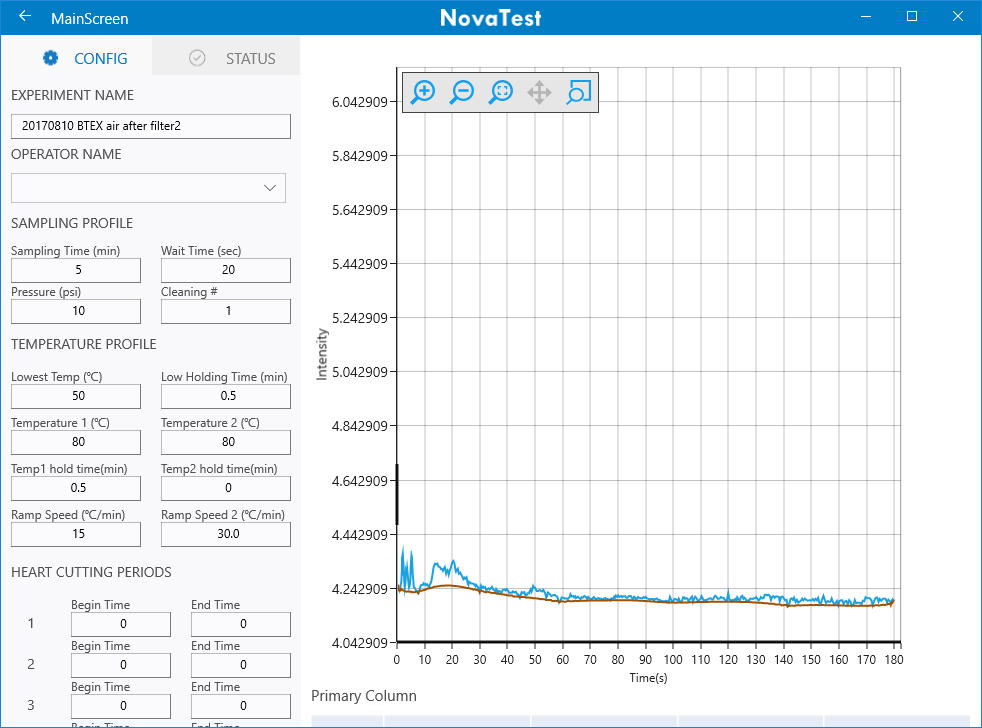 MainScreen
NovaTest
CONFIG
STATUS
EXPERIMENT NAME
20170810 BTEX air after filter2
OPERATOR NAME
SAMPLING PROFILE
Sampling Time (min)
Wait Time (sec)
5
20
Pressure (psi)
Cleaning #
10
1
TEMPERATURE PROFILE
Lowest Temp (℃)
Low Holding Time (min)
50
0.5
Temperature 1 (℃)
Temperature 2 (℃)
80
80
Temp1 hold time(min)
Temp2 hold time(min)
0.5
0
Ramp Speed (℃/min)
Ramp Speed 2 (℃/min)
15
30.0
HEART CUTTING PERIODS
Begin Time
End Time
1
0
0
Begin Time
End Time
2
0
0
Begin Time
End Time
3
0
0
Begin Time
End Time
6.042909
5.842909
5.642909
5.442909
5.242909
5.042909
4.842909
4.642909
4.442909
4.242909
4.042909
Intensity
0 10 20 30 40 50 60 70 80 90 100 110 120 130 140 150 160 170 180
Time(s)
Primary Column